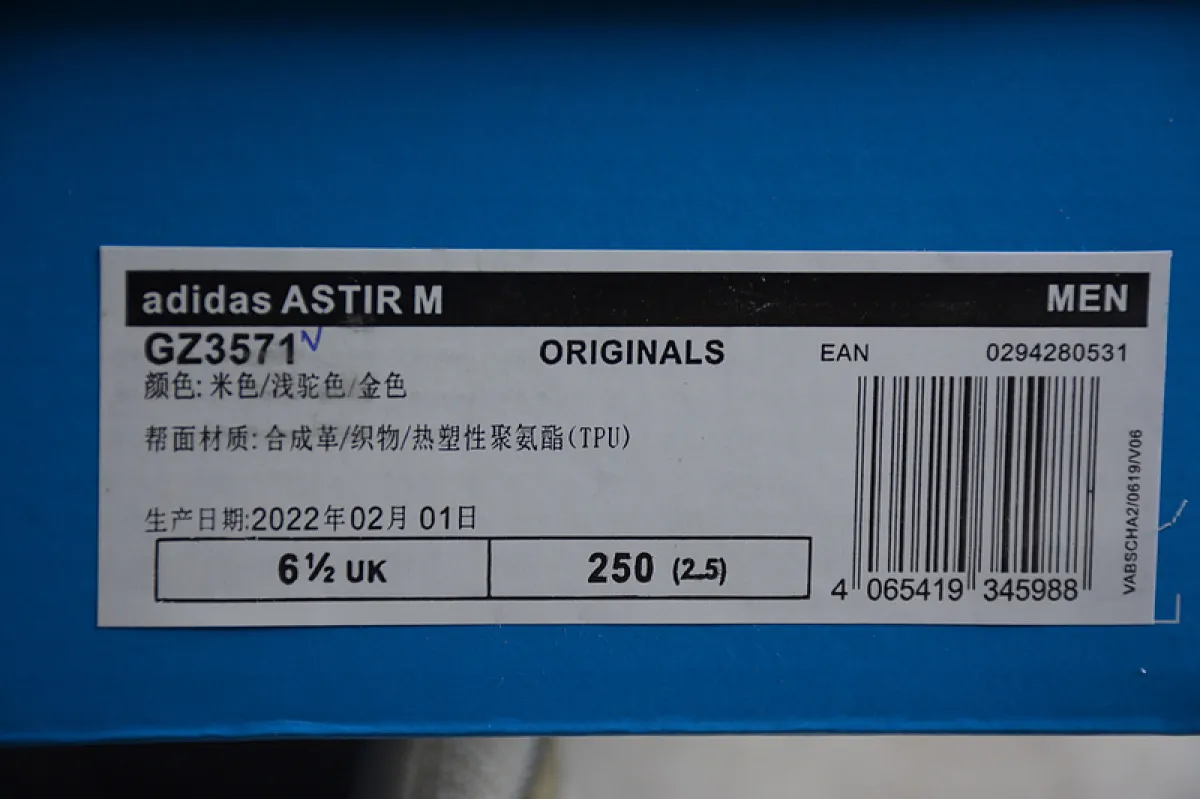 adidas ASTIR M MEN
GZ3571 ORIGINALS EAN 0294280531
颜色: 米色/浅驼色/金色
帮面材质: 合成革/织物/热塑性聚氨酯(TPU)
生产日期:2022年02月 01日
6½ UK 250 (2.5)
4 065419 345988
VABSCHA2/0619/V06